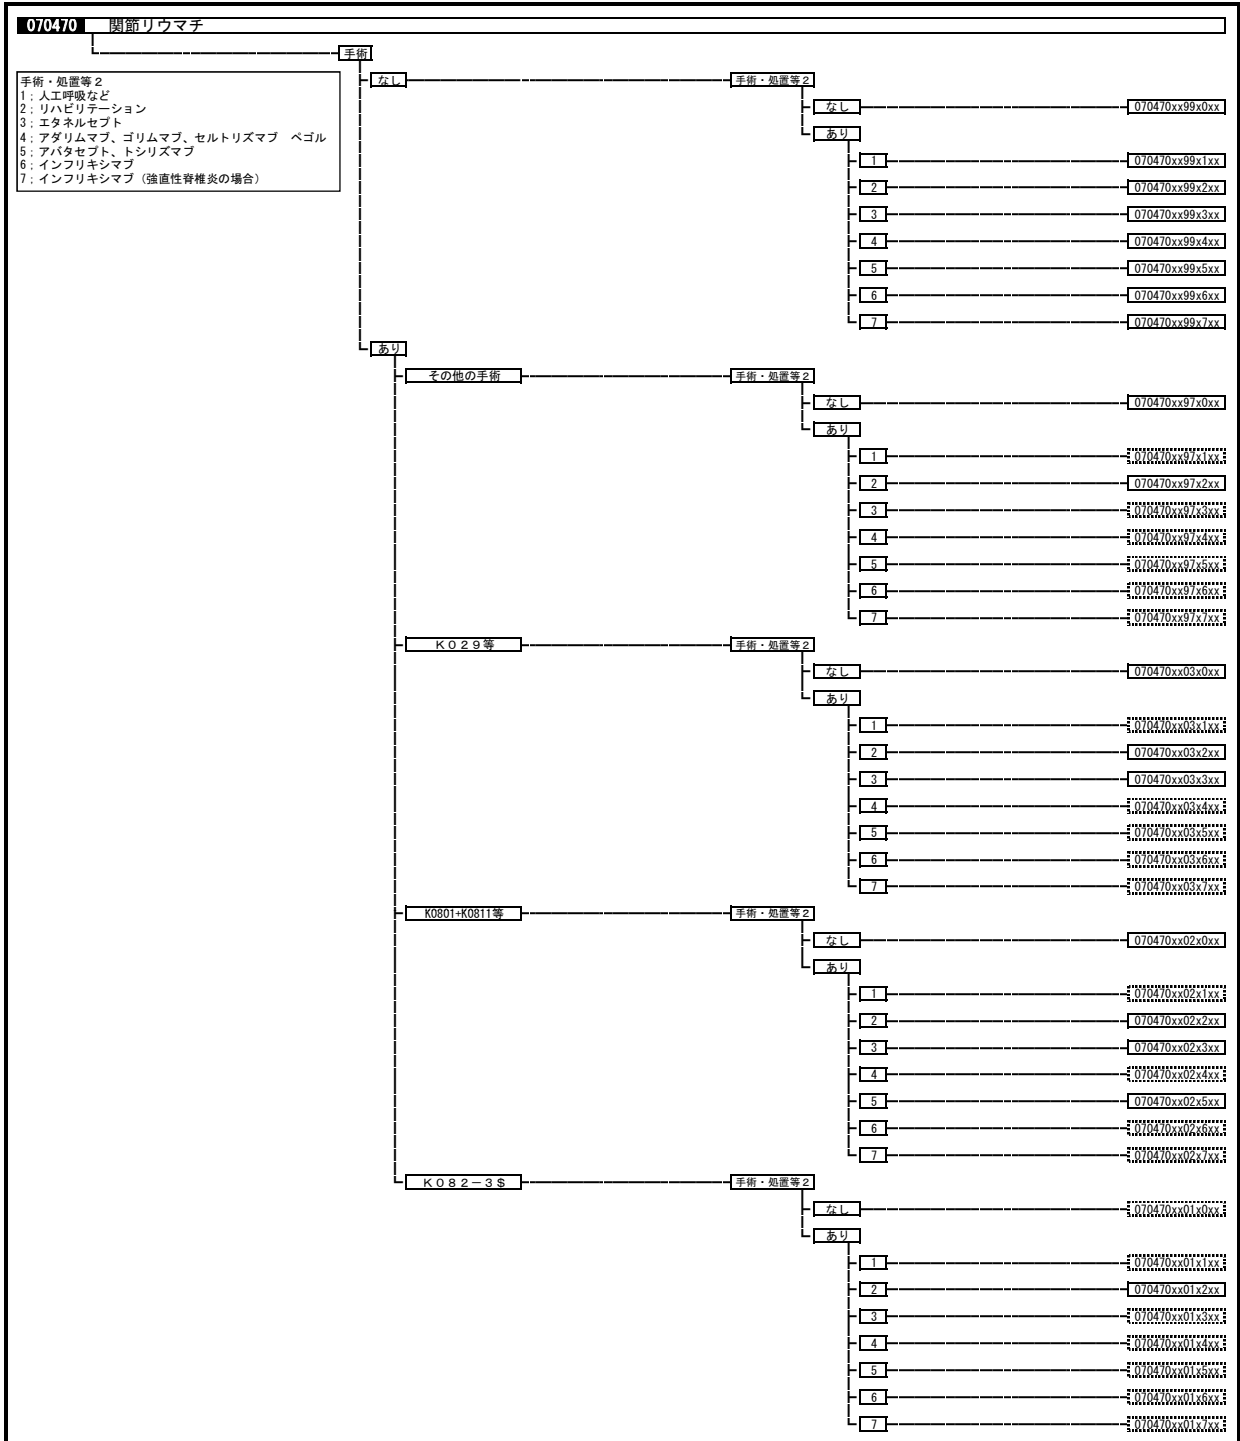 070470 関節リウマチ
手術
手術・処置等2
1；人工呼吸など
2；リハビリテーション
3；エタネルセプト
4；アダリムマブ、ゴリムマブ、セルトリズマブ　ペゴル
5；アバタセプト、トシリズマブ
6；インフリキシマブ
7；インフリキシマブ（強直性脊椎炎の場合）
なし 手術・処置等2
なし 070470xx99x0xx
あり
1 070470xx99x1xx
2 070470xx99x2xx
3 070470xx99x3xx
4 070470xx99x4xx
5 070470xx99x5xx
6 070470xx99x6xx
7 070470xx99x7xx
あり
その他の手術 手術・処置等2
なし 070470xx97x0xx
あり
1 070470xx97x1xx
2 070470xx97x2xx
3 070470xx97x3xx
4 070470xx97x4xx
5 070470xx97x5xx
6 070470xx97x6xx
7 070470xx97x7xx
K029等 手術・処置等2
なし 070470xx03x0xx
あり
1 070470xx03x1xx
2 070470xx03x2xx
3 070470xx03x3xx
4 070470xx03x4xx
5 070470xx03x5xx
6 070470xx03x6xx
7 070470xx03x7xx
K0801+K0811等 手術・処置等2
なし 070470xx02x0xx
あり
1 070470xx02x1xx
2 070470xx02x2xx
3 070470xx02x3xx
4 070470xx02x4xx
5 070470xx02x5xx
6 070470xx02x6xx
7 070470xx02x7xx
K082－3$ 手術・処置等2
なし 070470xx01x0xx
あり
1 070470xx01x1xx
2 070470xx01x2xx
3 070470xx01x3xx
4 070470xx01x4xx
5 070470xx01x5xx
6 070470xx01x6xx
7 070470xx01x7xx